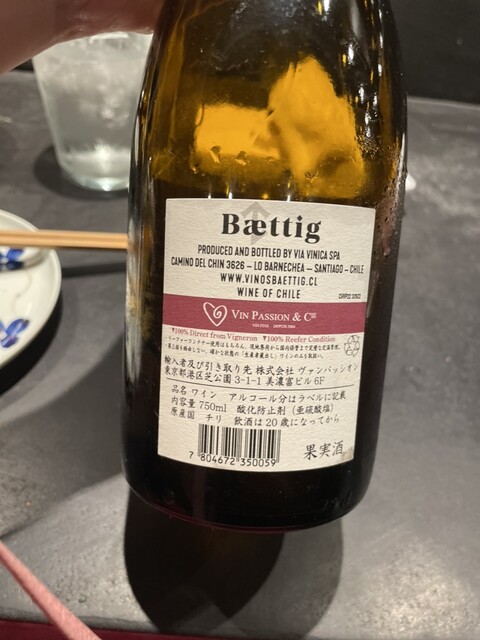 Bættig
PRODUCED AND BOTTLED BY VIA VINICA SPA
CAMINO DEL CHIN 3626 – LO BARNECHEA – SANTIAGO – CHILE
WWW.VINOSBAETTIG.CL
WINE OF CHILE
VIN PASSION & Cie
▼100% Direct from Vigneron ▼100% Reefer Condition
輸入者及び引き取り先 株式会社 ヴァンパッシオン
東京都港区芝公園3-1-1 美濃富ビル 6F
品名 ワイン アルコール分はラベルに記載
内容量 750ml 酸化防止剤(亜硫酸塩)
原産国 チリ 飲酒は20歳になってから
果実酒
7 804672 350059